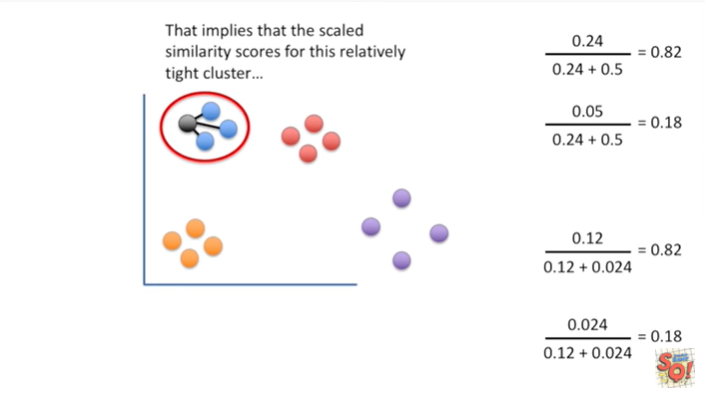 That implies that the scaled
similarity scores for this relatively
tight cluster...
0.24
0.24 + 0.5
= 0.82
0.05
0.24 + 0.5
= 0.18
0.12
0.12 + 0.024
= 0.82
0.024
0.12 + 0.024
= 0.18
SQ!